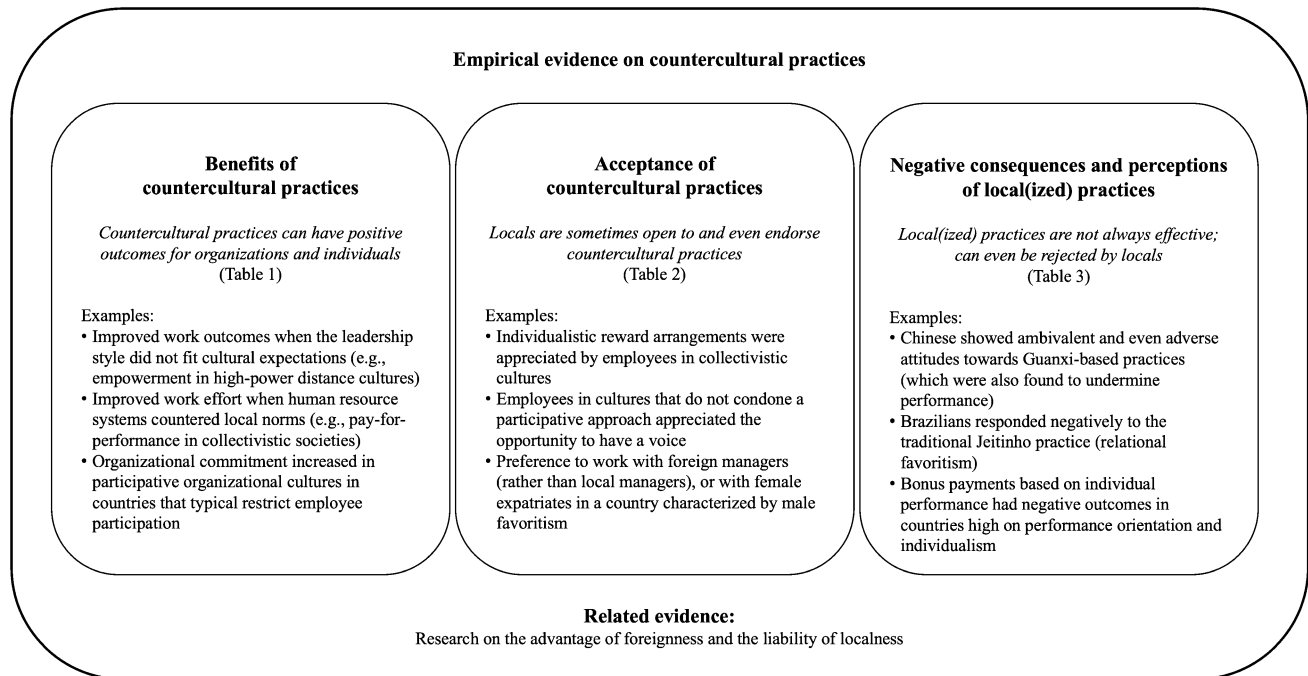 Empirical evidence on countercultural practices
Benefits of
countercultural practices
Countercultural practices can have positive
outcomes for organizations and individuals
(Table 1)
Examples:
• Improved work outcomes when the leadership
style did not fit cultural expectations (e.g.,
empowerment in high-power distance cultures)
• Improved work effort when human resource
systems countered local norms (e.g., pay-for-
performance in collectivistic societies)
• Organizational commitment increased in
participative organizational cultures in
countries that typical restrict employee
participation
Acceptance of
countercultural practices
Locals are sometimes open to and even endorse
countercultural practices
(Table 2)
Examples:
• Individualistic reward arrangements were
appreciated by employees in collectivistic
cultures
• Employees in cultures that do not condone a
participative approach appreciated the
opportunity to have a voice
• Preference to work with foreign managers
(rather than local managers), or with female
expatriates in a country characterized by male
favoritism
Negative consequences and perceptions
of local(ized) practices
Local(ized) practices are not always effective;
can even be rejected by locals
(Table 3)
Examples:
• Chinese showed ambivalent and even adverse
attitudes towards Guanxi-based practices
(which were also found to undermine
performance)
• Brazilians responded negatively to the
traditional Jeitinho practice (relational
favoritism)
• Bonus payments based on individual
performance had negative outcomes in
countries high on performance orientation and
individualism
Related evidence:
Research on the advantage of foreignness and the liability of localness